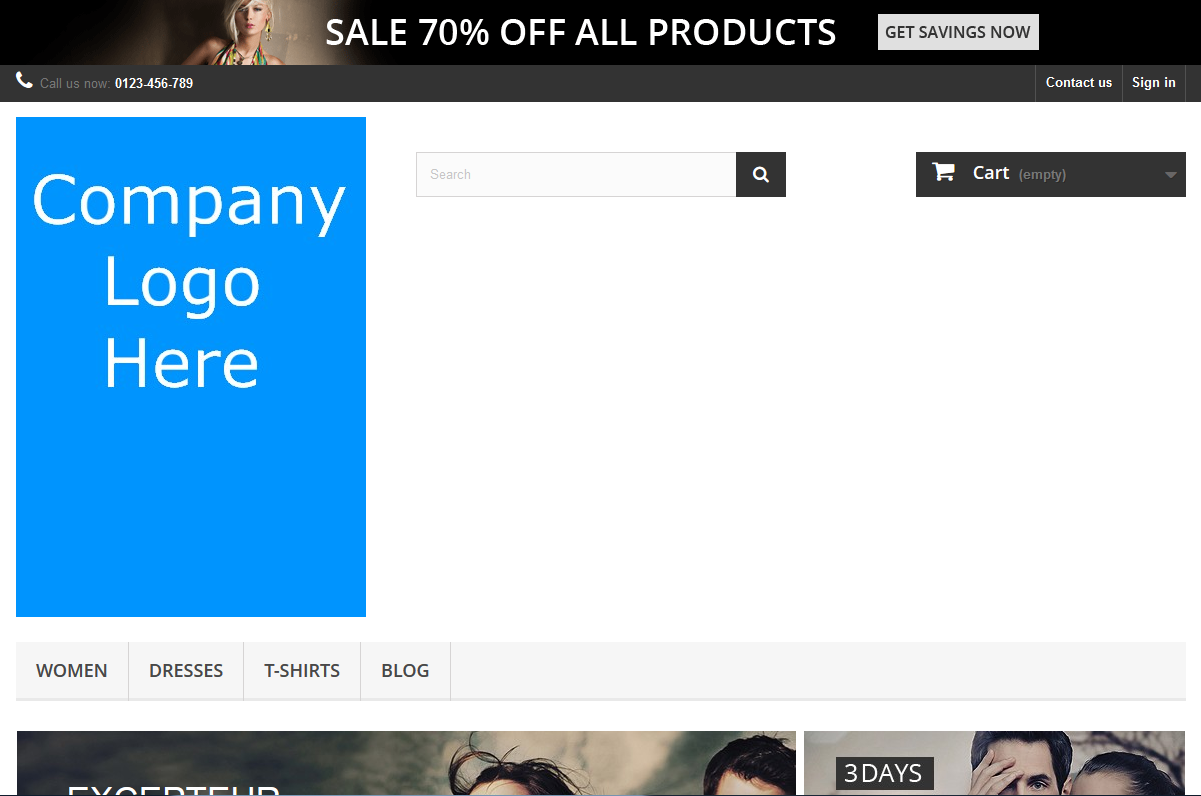 SALE 70% OFF ALL PRODUCTS GET SAVINGS NOW
Call us now: 0123-456-789 Contact us Sign in
Company
Logo
Here
Search
Cart (empty)
WOMEN DRESSES T-SHIRTS BLOG
EXCEPTEUR
3 DAYS